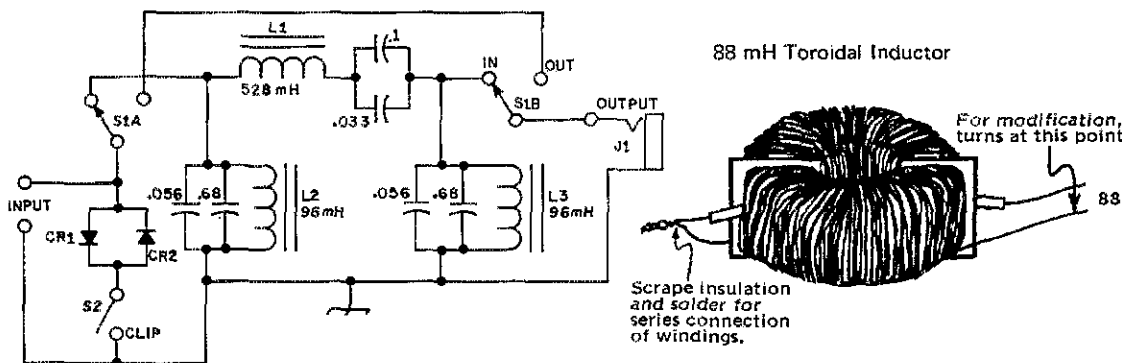 L1
.1
528mH
.033
IN
OUT
S1B
OUTPUT
J1
S1A
INPUT
CR1
CR2
S2
CLIP
.056
.68
L2
96mH
.056
.68
L3
96mH
88 mH Toroidal Inductor
For modification,
turns at this point
88
Scrape insulation
and solder for
series connection
of windings.